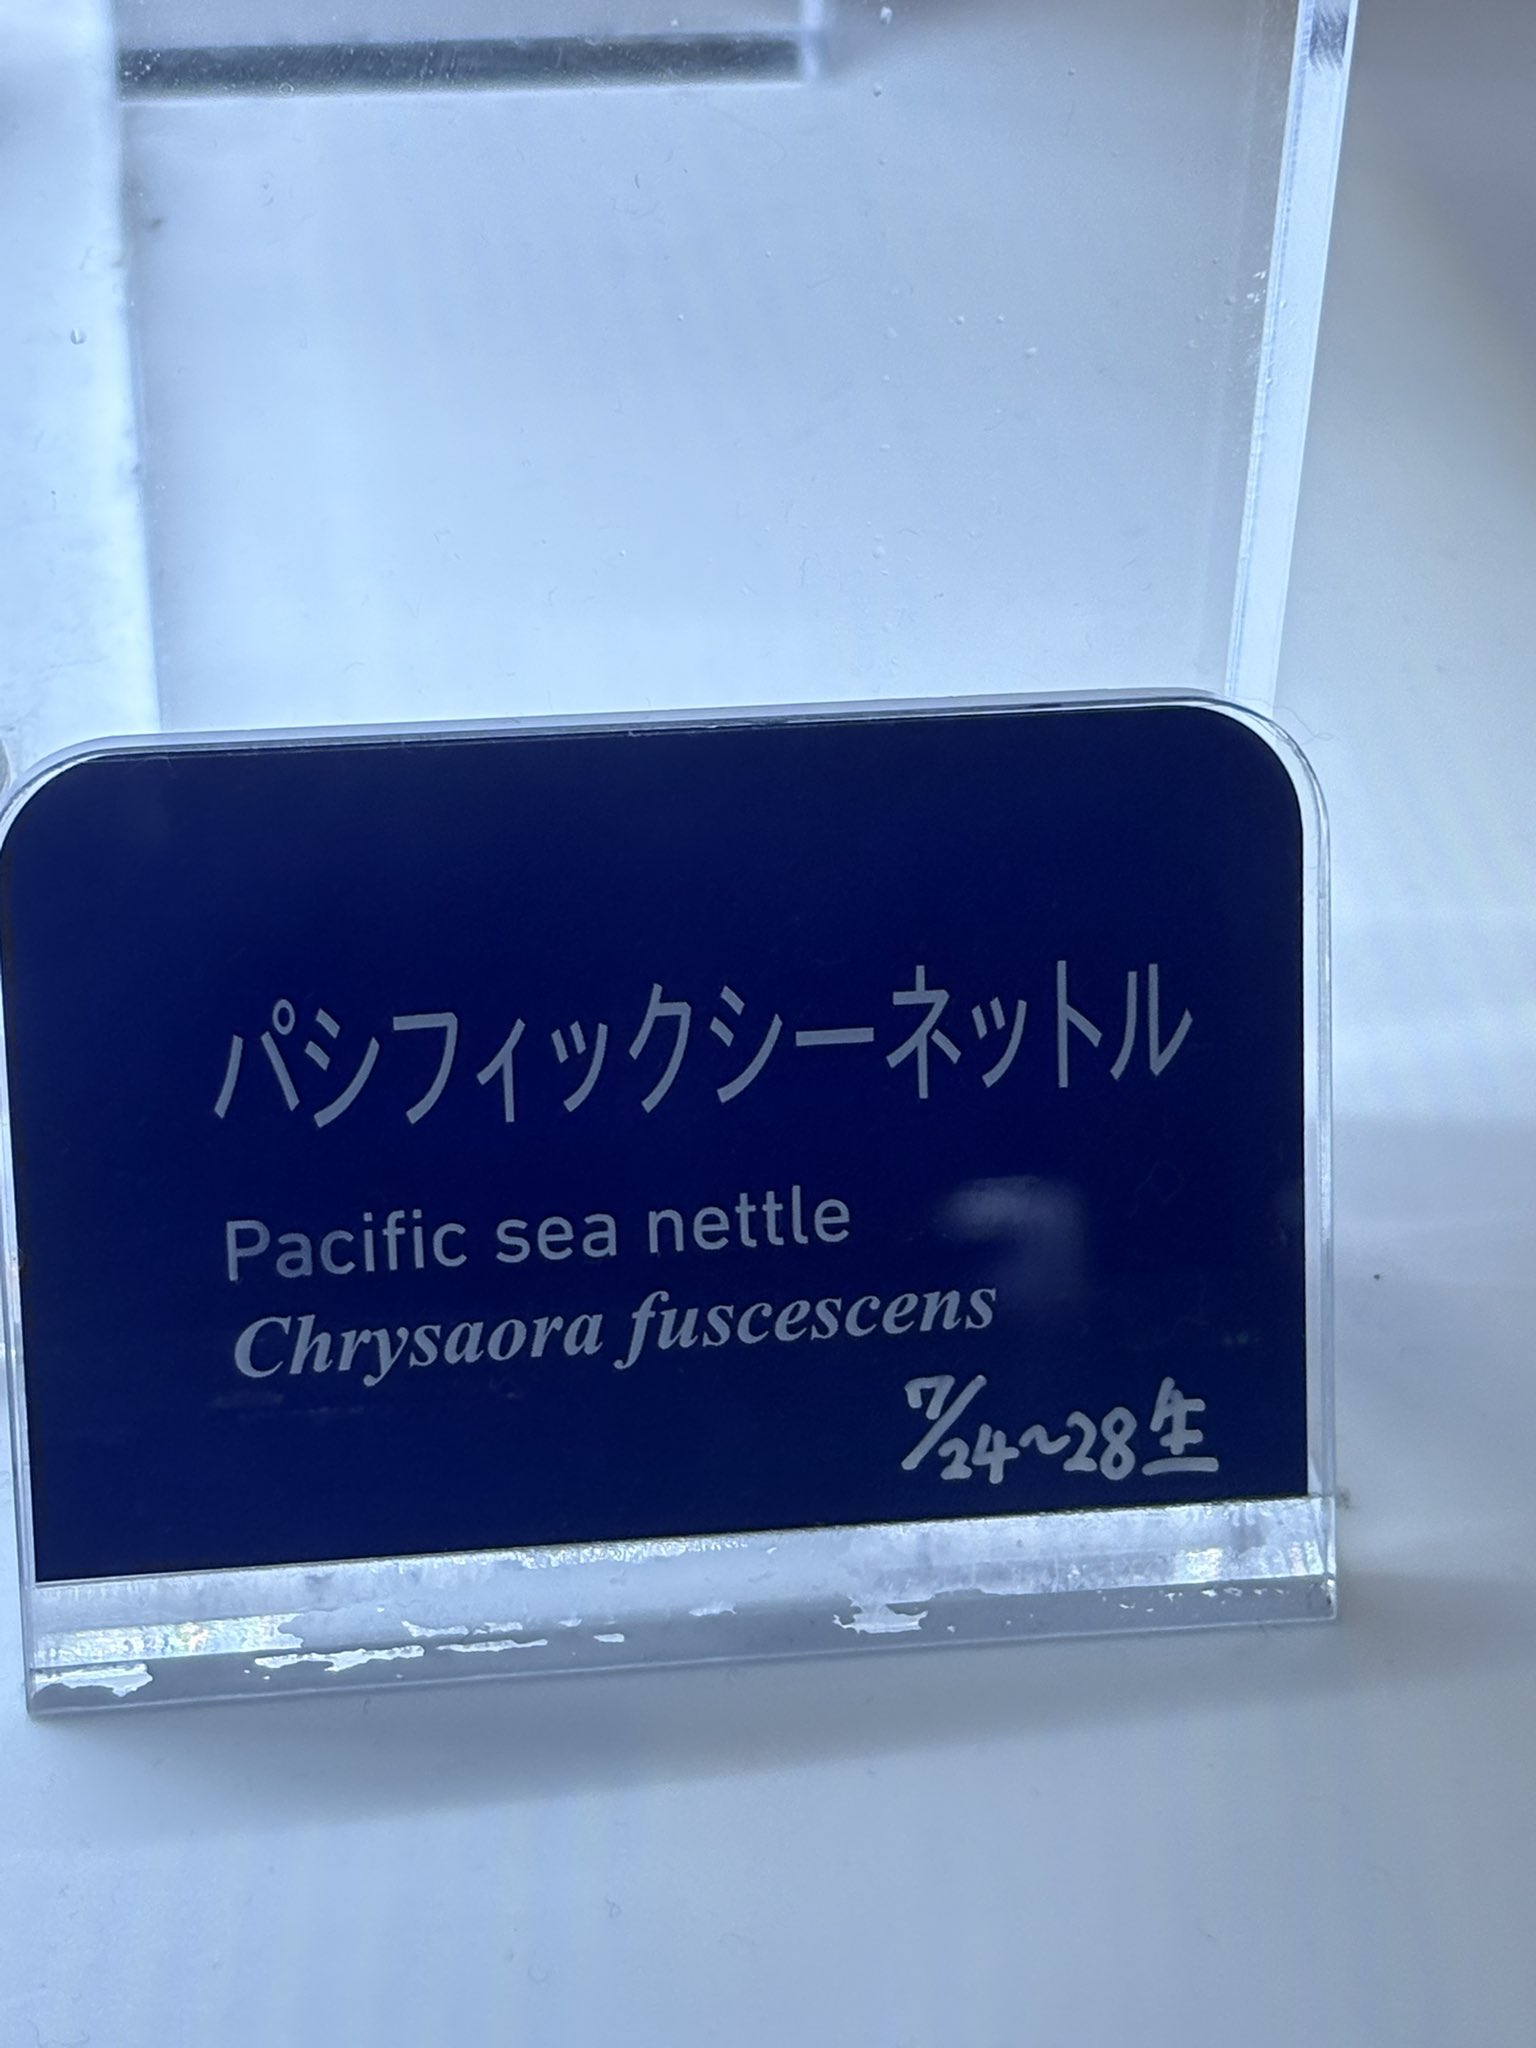 パシフィックシーネットル
Pacific sea nettle
Chrysaora fuscescens
7/24~28生